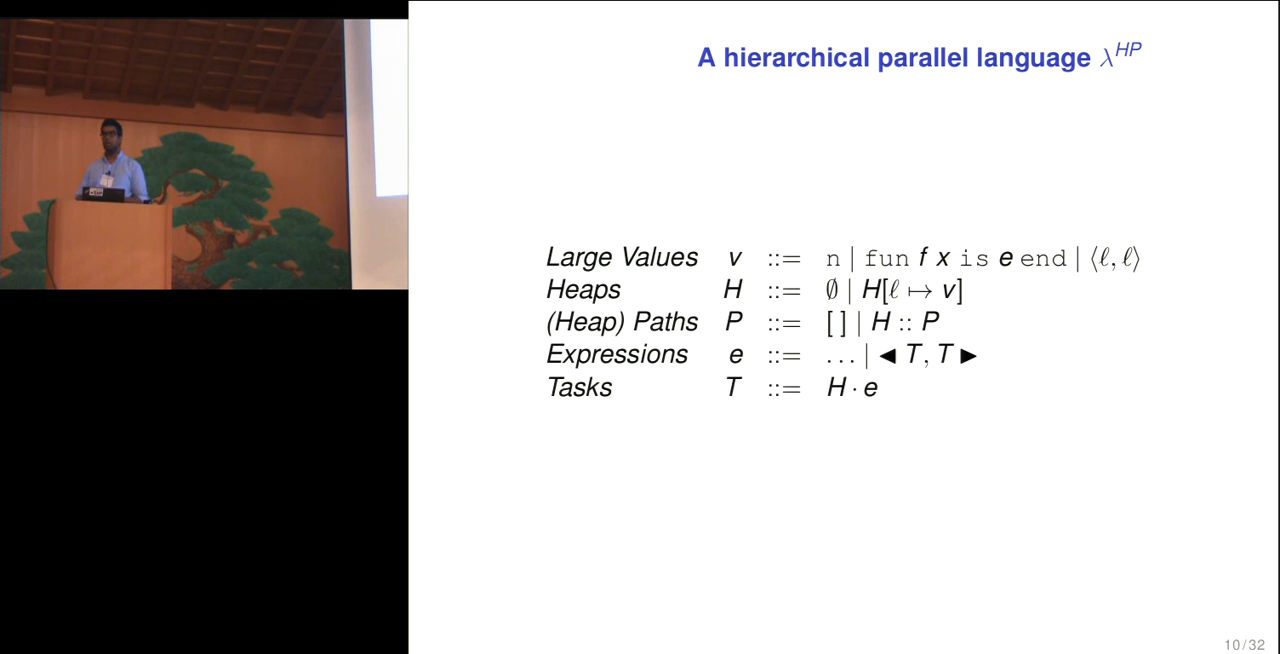 A hierarchical parallel language λ^HP
Large Values v ::= n | fun f x is e end | ⟨ℓ, ℓ⟩
Heaps H ::= ∅ | H[ℓ ↦ v]
(Heap) Paths P ::= [ ] | H :: P
Expressions e ::= ... | ◄ T, T ►
Tasks T ::= H · e
10/32